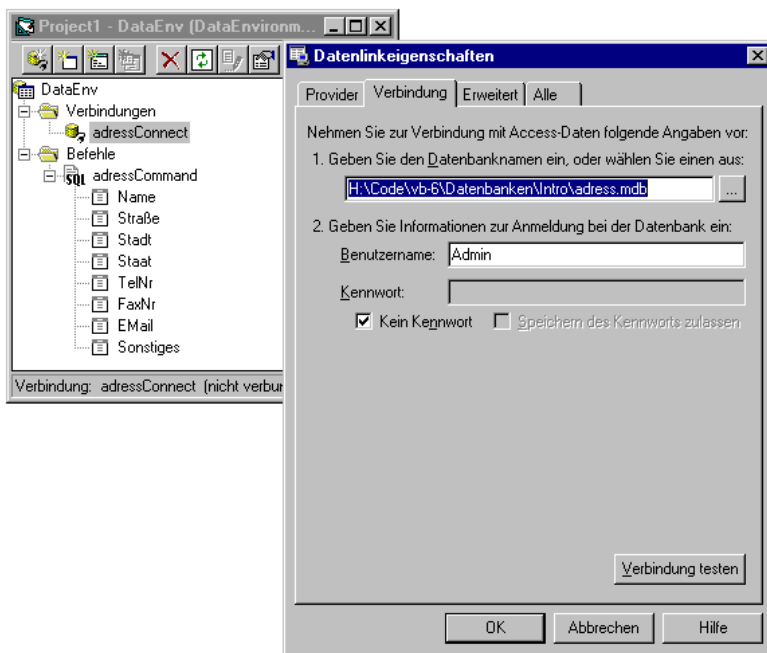 Project1 - DataEnv (DataEnvironm...
DataEnv
Verbindungen
adressConnect
Befehle
SQL adressCommand
Name
Straße
Stadt
Staat
TelNr
FaxNr
EMail
Sonstiges
Verbindung: adressConnect (nicht verbun
Datenlinkeigenschaften
Provider Verbindung Erweitert Alle
Nehmen Sie zur Verbindung mit Access-Daten folgende Angaben vor:
1. Geben Sie den Datenbanknamen ein, oder wählen Sie einen aus:
H:\Code\vb-6\Datenbanken\Intro\adress.mdb ...
2. Geben Sie Informationen zur Anmeldung bei der Datenbank ein:
Benutzername: Admin
Kennwort:
Kein Kennwort Speichern des Kennworts zulassen
Verbindung testen
OK Abbrechen Hilfe